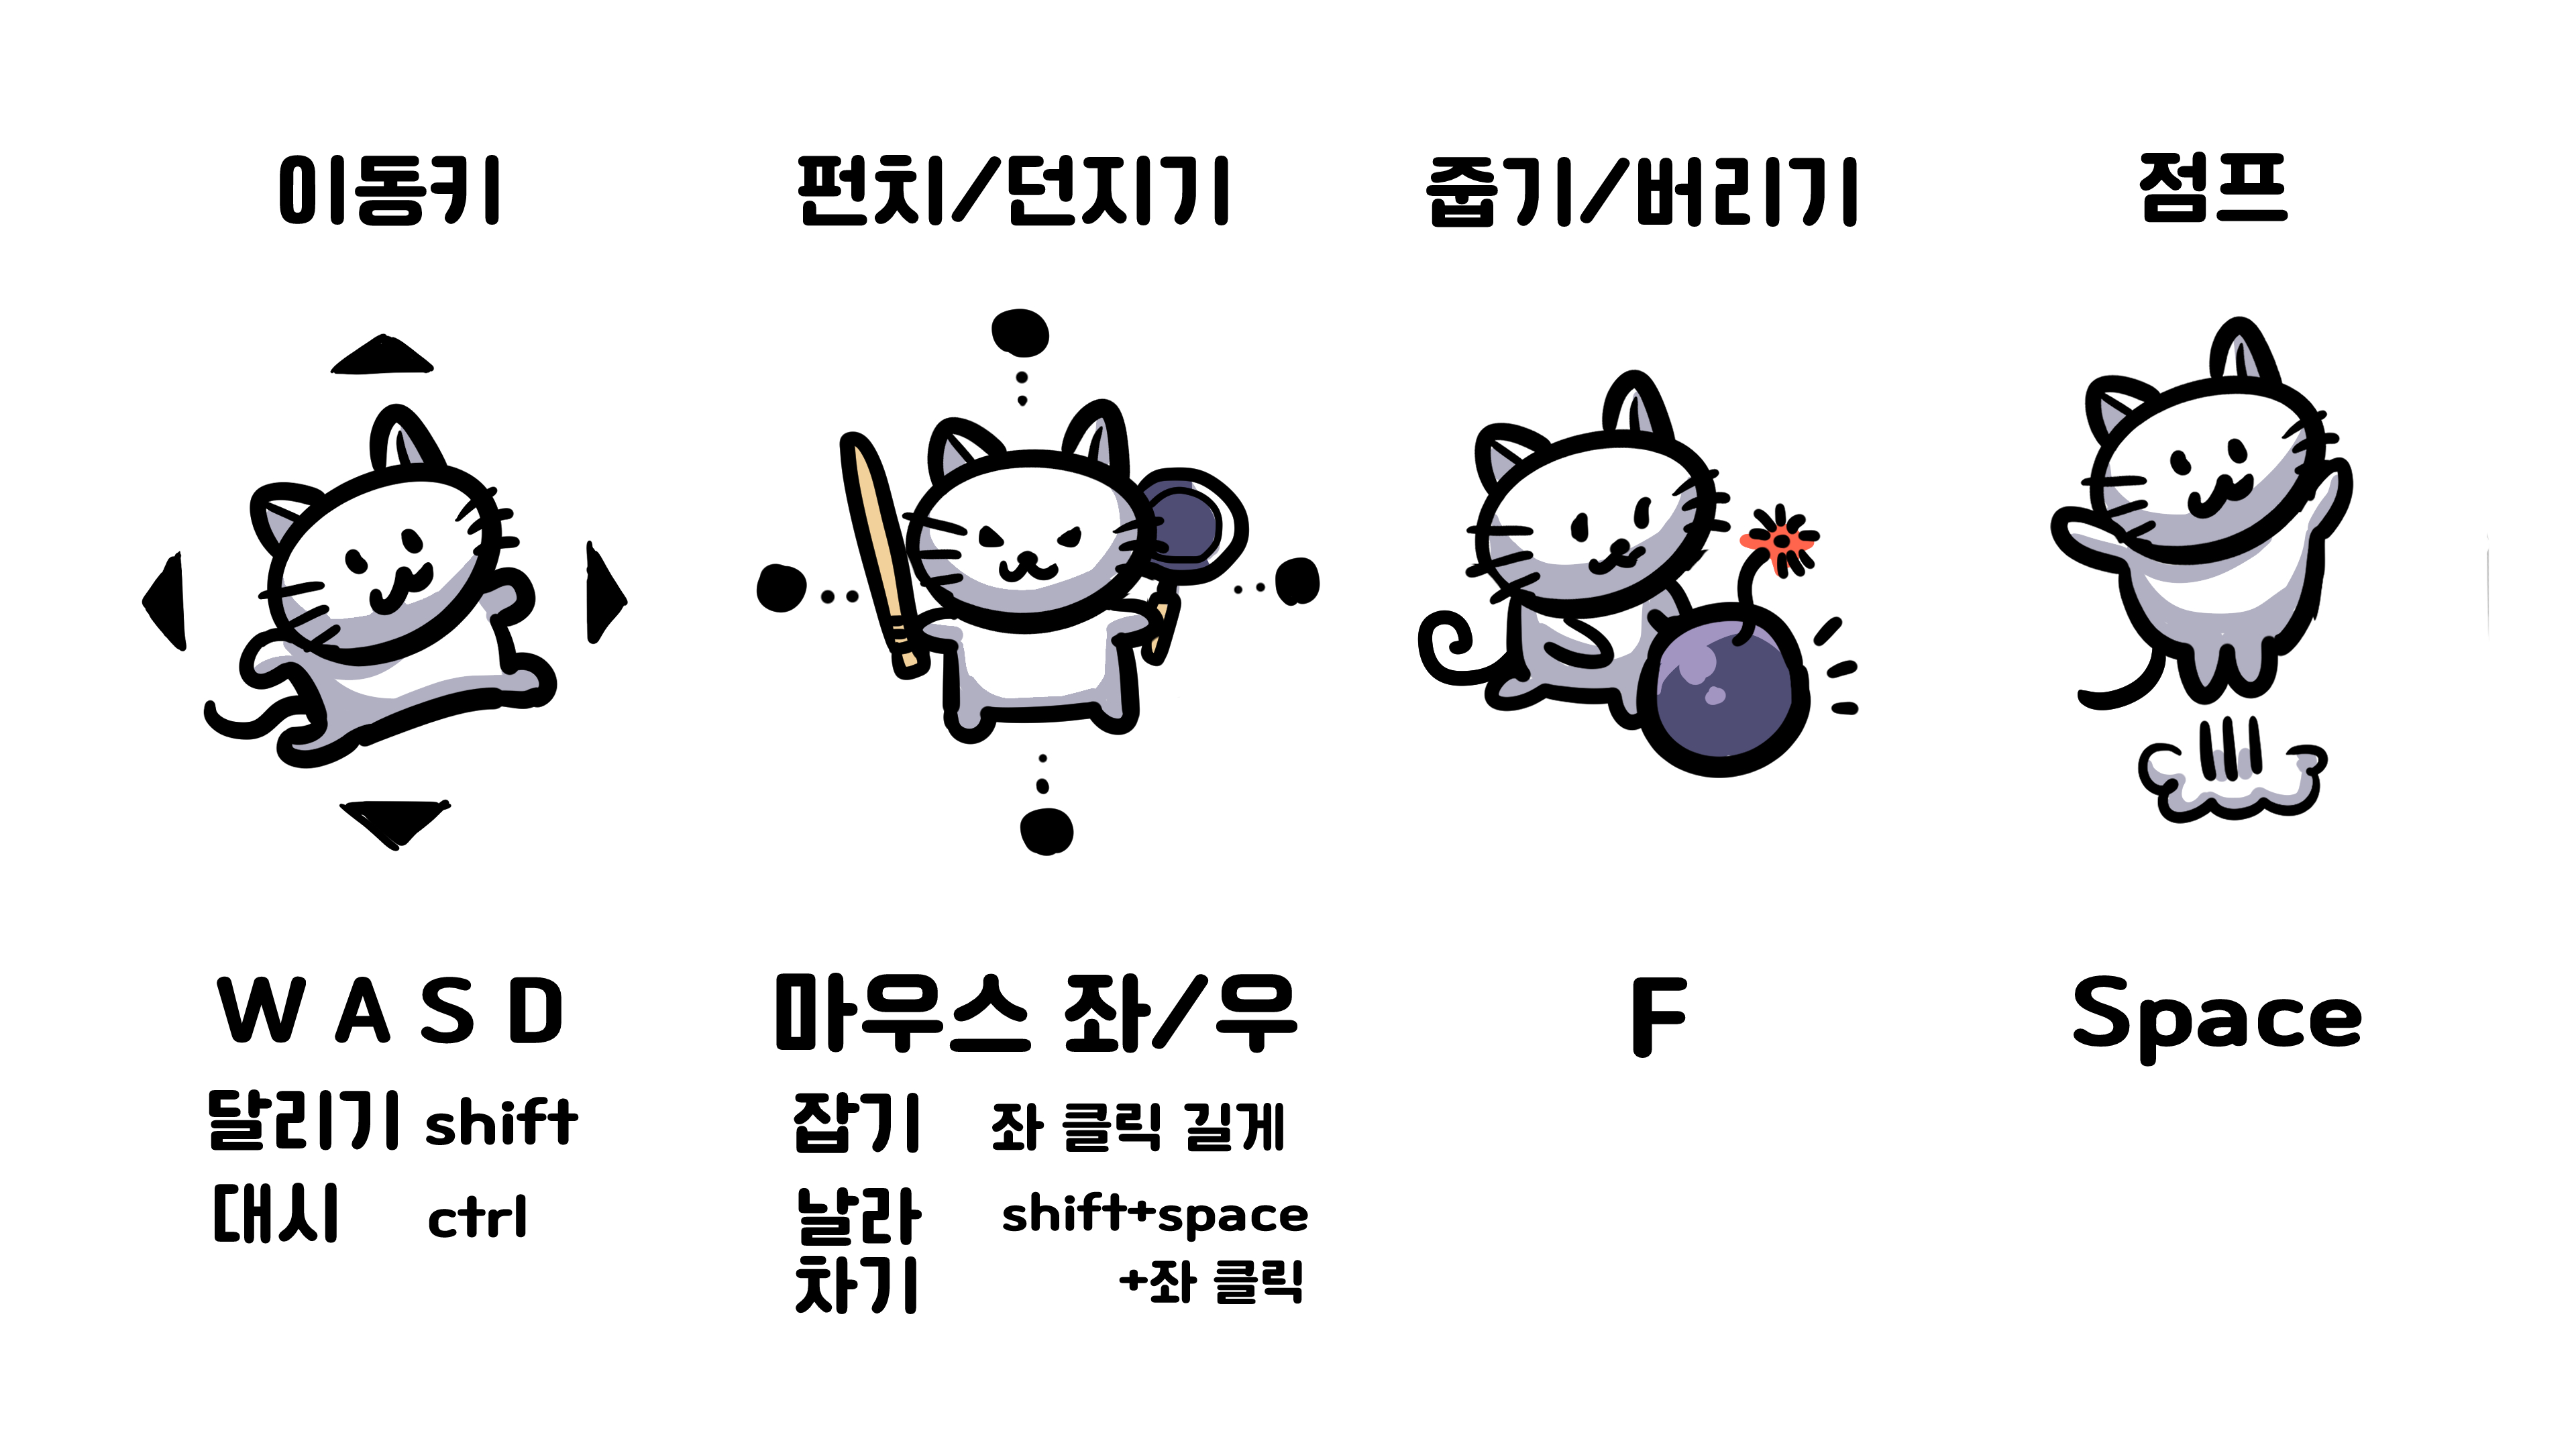 이동키
펀치/던지기
줍기/버리기
점프
W A S D
마우스 좌/우
F
Space
달리기 shift
잡기 좌 클릭 길게
대시 ctrl
날라 shift+space
차기 +좌 클릭